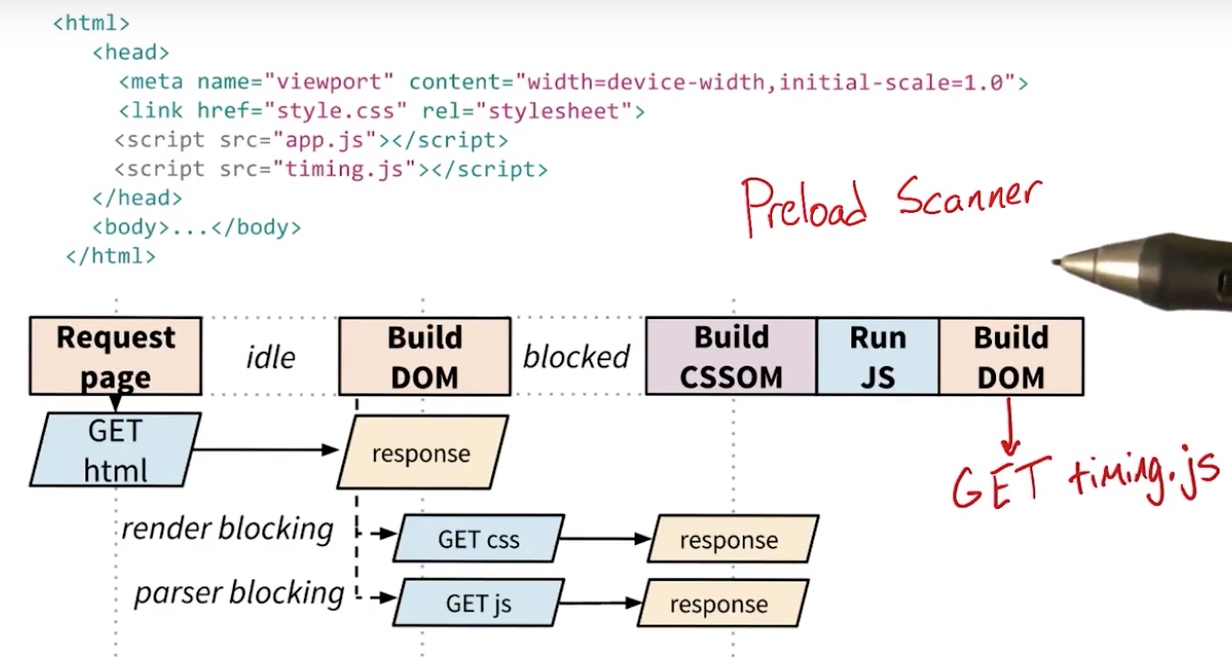 <html>
<head>
<meta name="viewport" content="width=device-width,initial-scale=1.0">
<link href="style.css" rel="stylesheet">
<script src="app.js"></script>
<script src="timing.js"></script>
</head>
<body>...</body>
</html>
Preload Scanner
Request page
idle
Build DOM
blocked
Build CSSOM
Run JS
Build DOM
GET html
response
GET timing.js
render blocking
GET css
response
parser blocking
GET js
response